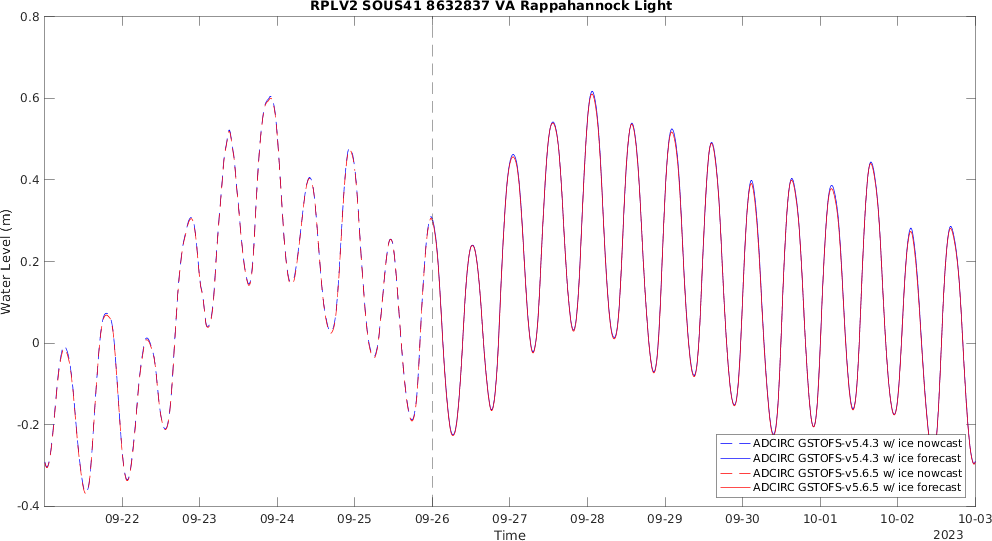 RPLV2 SOUS41 8632837 VA Rappahannock Light
0.8
0.6
0.4
0.2
0
-0.2
-0.4
Water Level (m)
ADCIRC GSTOFS-v5.4.3 w/ ice nowcast
ADCIRC GSTOFS-v5.4.3 w/ ice forecast
ADCIRC GSTOFS-v5.6.5 w/ ice nowcast
ADCIRC GSTOFS-v5.6.5 w/ ice forecast
09-22 09-23 09-24 09-25 09-26 09-27 09-28 09-29 09-30 10-01 10-02 10-03
Time
2023